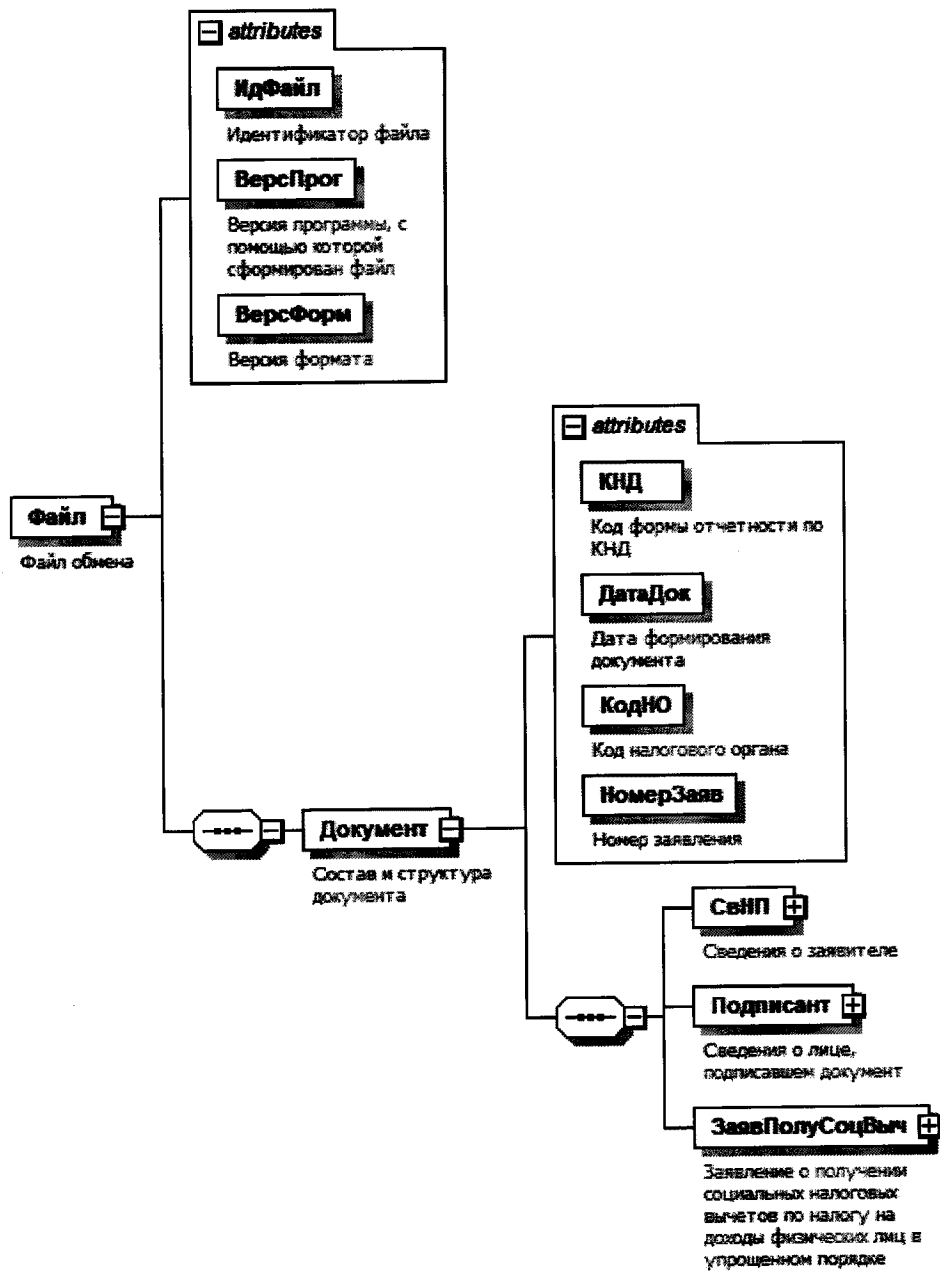 attributes
ИдФайл
Идентификатор файла
ВерсПрог
Версия программы, с
помощью которой
сформирован файл
ВерсФорм
Версия формата
Файл
Файл обмена
attributes
КНД
Код формы отчетности по
КНД
ДатаДок
Дата формирования
документа
КодНО
Код налогового органа
НомерЗаяв
Номер заявления
Документ
Состав и структура
документа
СвНП
Сведения о заявителе
Подписант
Сведения о лице,
подписавшем документ
ЗаявПолуСоцВыч
Заявление о получении
социальных налоговых
вычетов по налогу на
доходы физических лиц в
упрощенном порядке